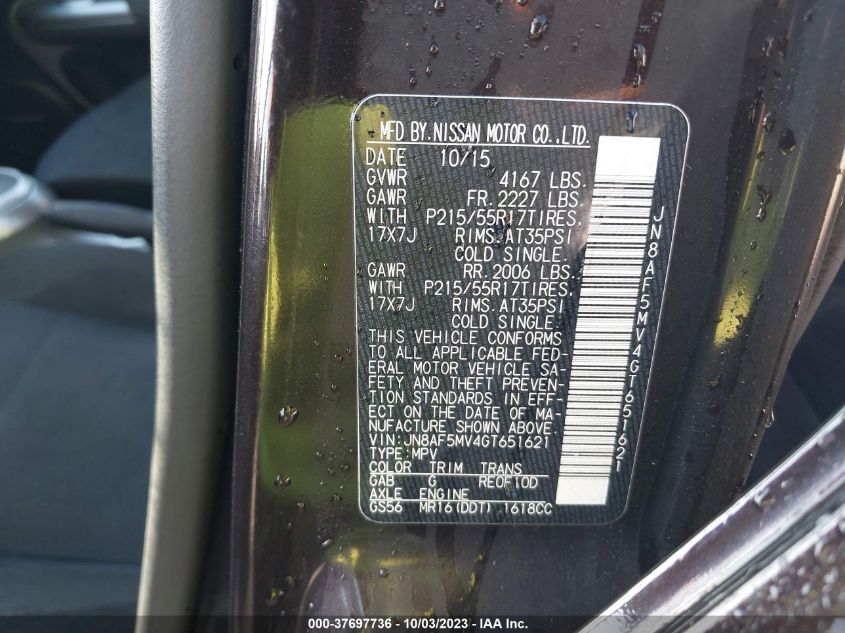 MFD BY.NISSAN MOTOR CO.,LTD.
DATE 10/15
GVWR 4167 LBS.
GAWR FR. 2227 LBS.
WITH P215/55R17TIRES,
17X7J RIMS.AT35PSI
COLD SINGLE.
GAWR RR. 2006 LBS.
WITH P215/55R17TIRES,
17X7J RIMS.AT35PSI
COLD SINGLE.
THIS VEHICLE CONFORMS
TO ALL APPLICABLE FED-
ERAL MOTOR VEHICLE SA-
FETY AND THEFT PREVEN-
TION STANDARDS IN EFF-
ECT ON THE DATE OF MA-
NUFACTURE SHOWN ABOVE.
VIN:JN8AF5MV4GT651621
TYPE:MPV
COLOR TRIM TRANS
GAB G RE0F10D
AXLE ENGINE
GS56 MR16(DDT) 1618CC
JN8AF5MV4GT651621
000-37697736 - 10/03/2023 - IAA Inc.